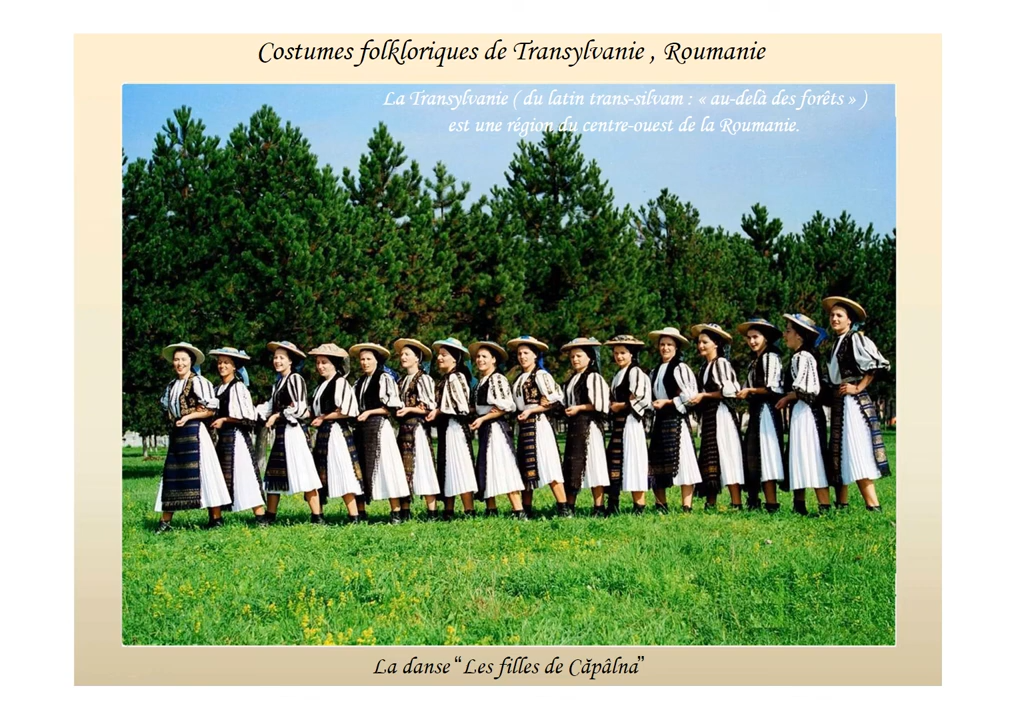 Costumes folkloriques de Transylvanie , Roumanie
La Transylvanie ( du latin trans-silvam : « au-delà des forêts » )
est une région du centre-ouest de la Roumanie.
La danse “Les filles de Căpâlna”